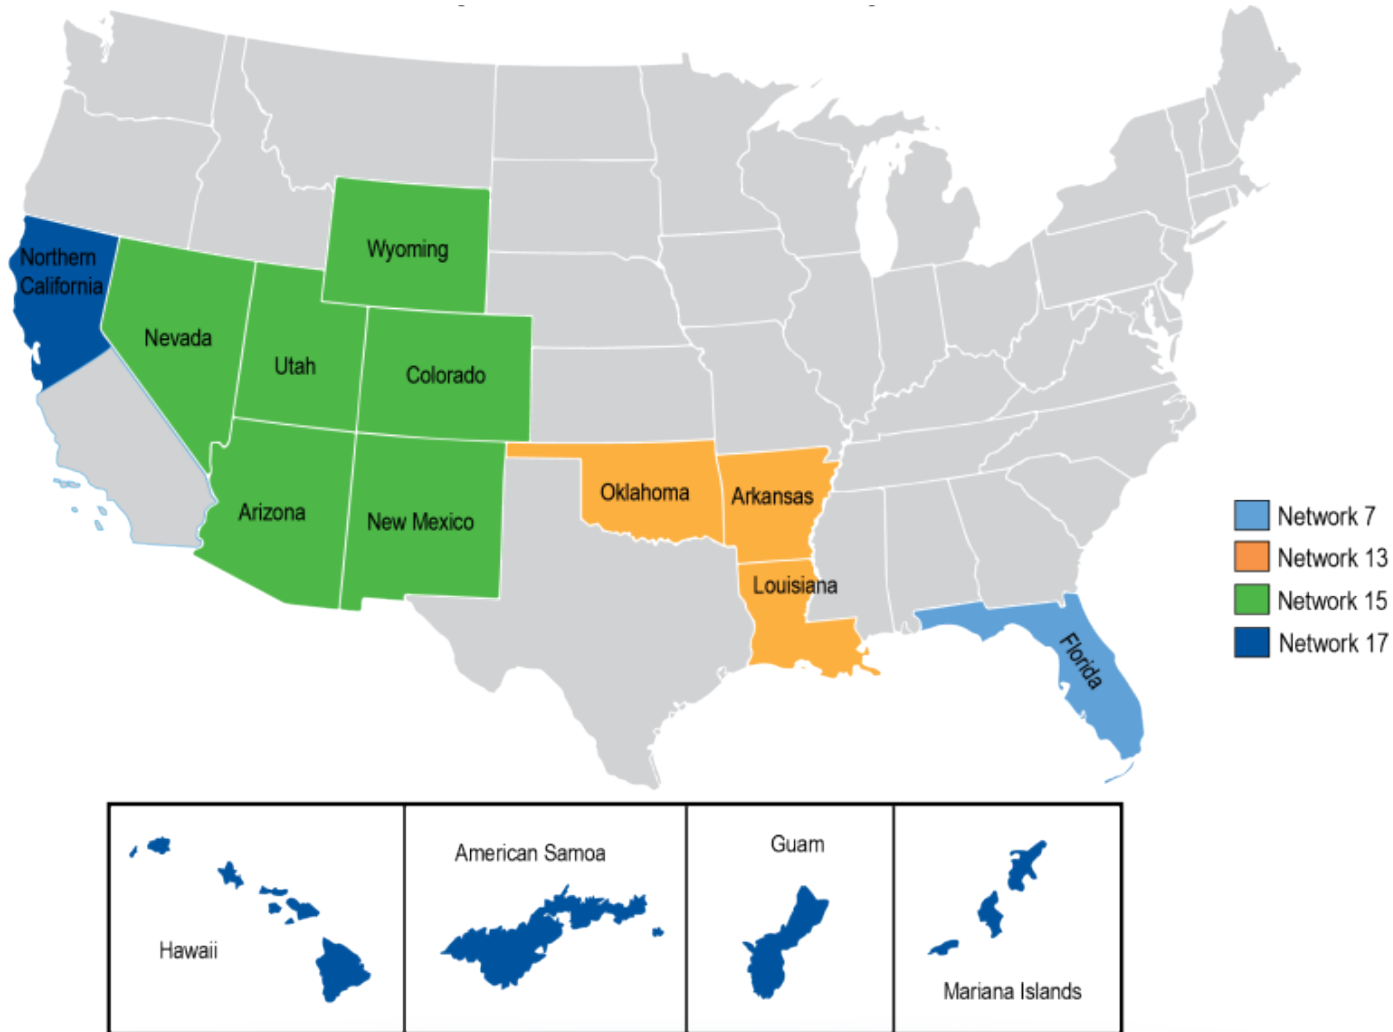 Northern
California
Wyoming
Nevada
Utah
Colorado
Arizona
New Mexico
Oklahoma
Arkansas
Louisiana
Florida
Network 7
Network 13
Network 15
Network 17
Hawaii
American Samoa
Guam
Mariana Islands